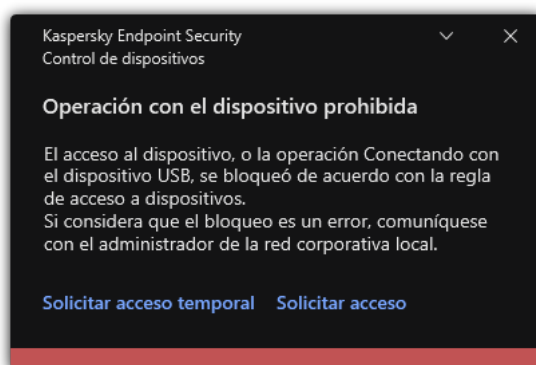 Kaspersky Endpoint Security
Control de dispositivos
Operación con el dispositivo prohibida
El acceso al dispositivo, o la operación Conectando con
el dispositivo USB, se bloqueó de acuerdo con la regla
de acceso a dispositivos.
Si considera que el bloqueo es un error, comuníquese
con el administrador de la red corporativa local.
Solicitar acceso temporal Solicitar acceso